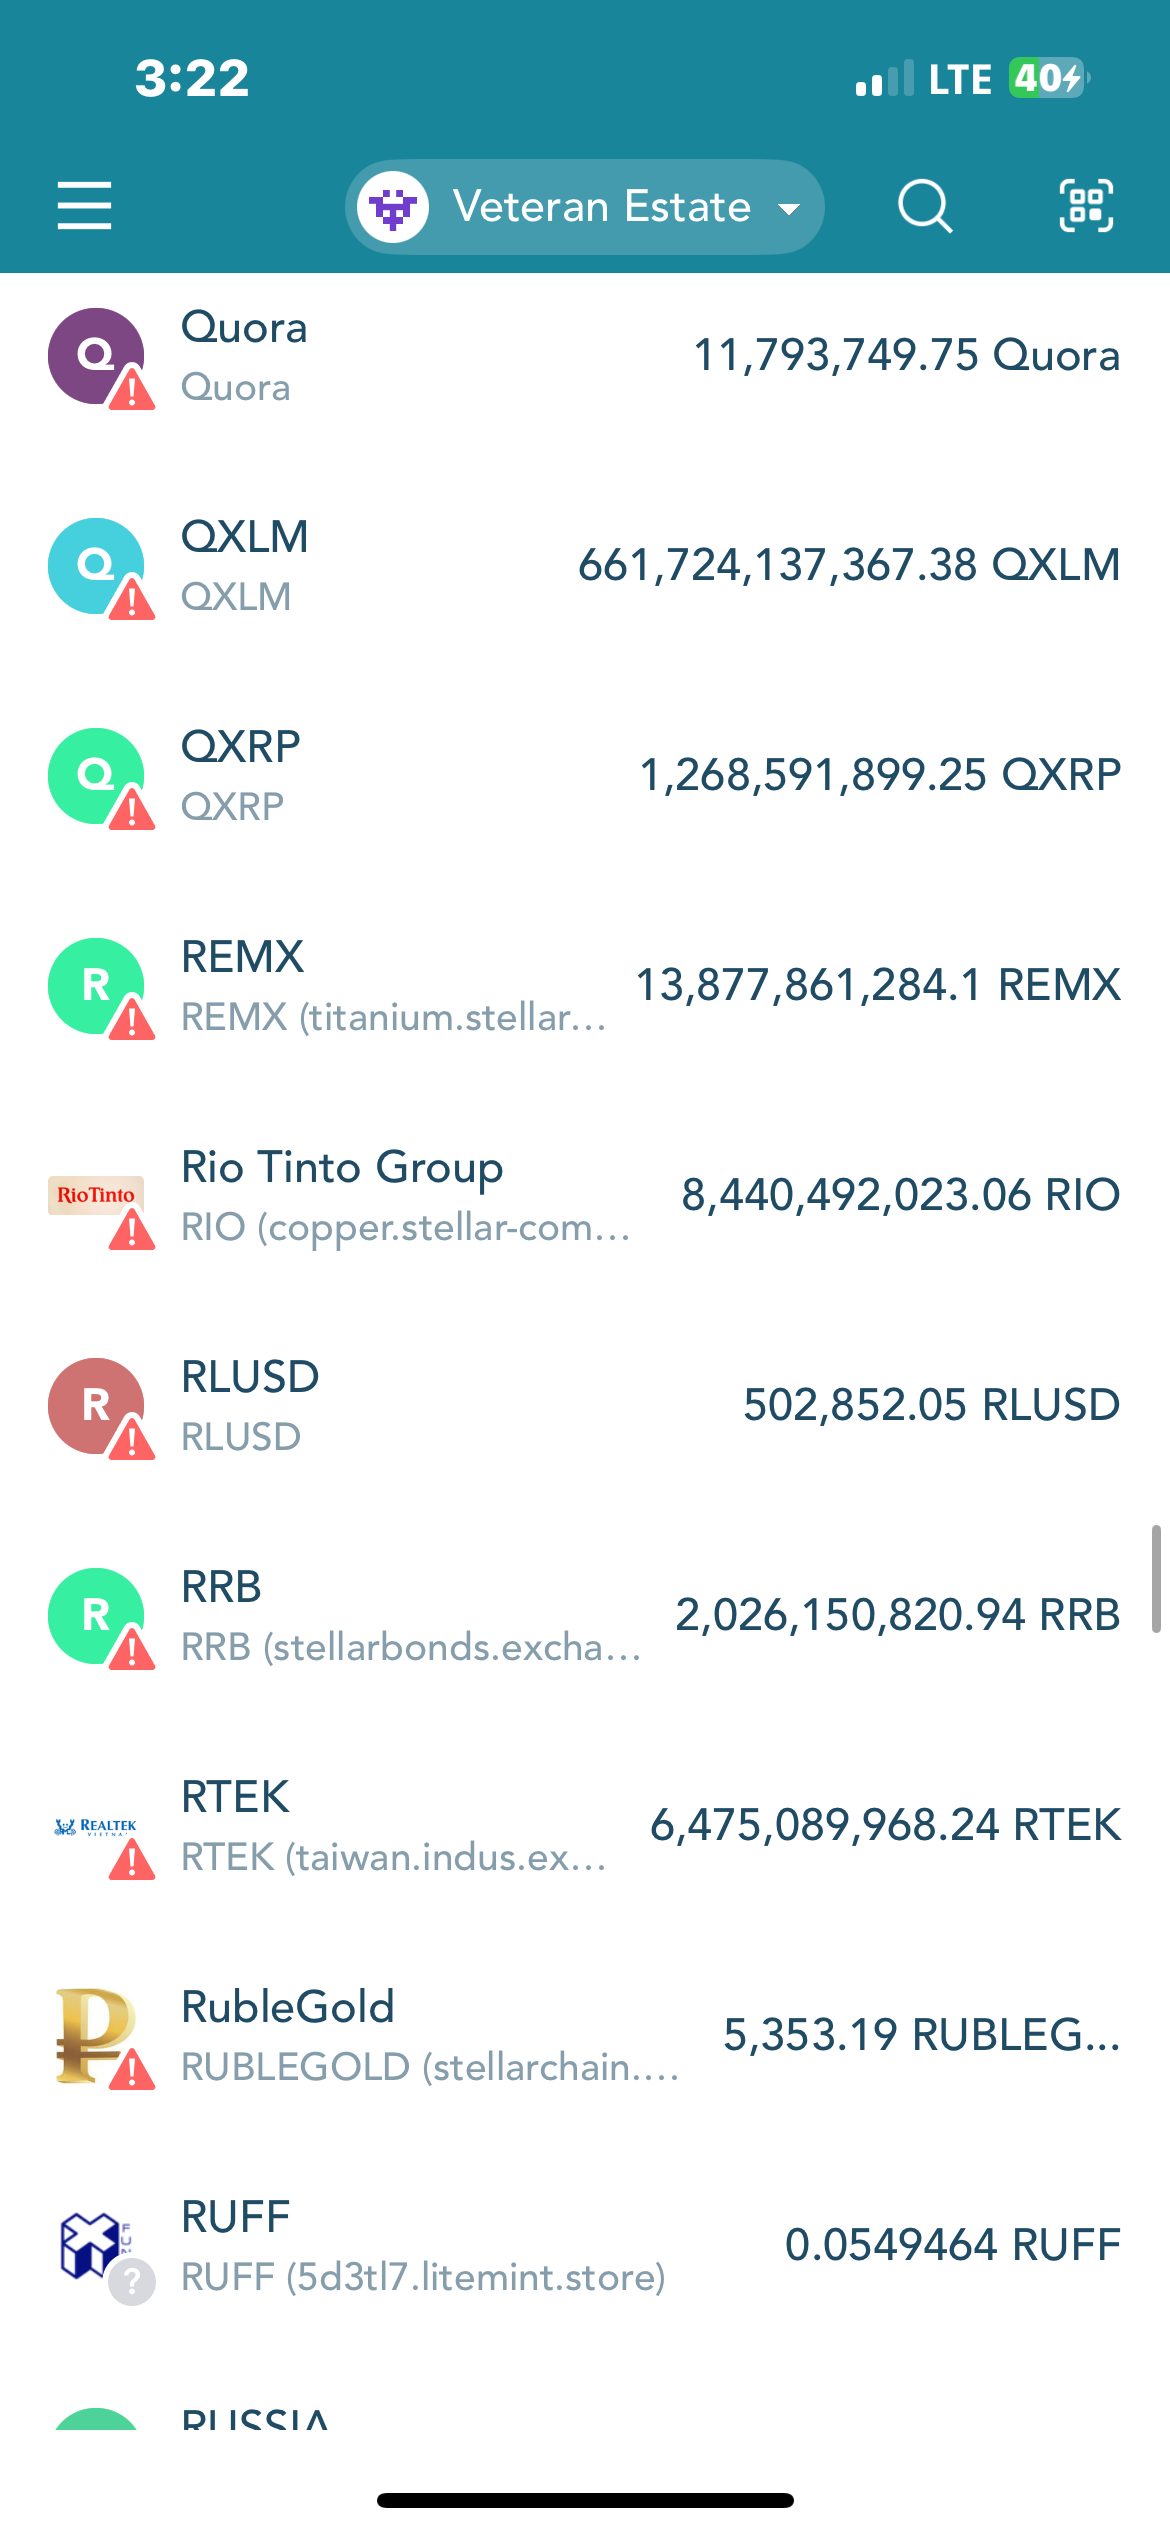 3:22
LTE 40
Veteran Estate
Q
Quora
11,793,749.75 Quora
Quora
Q
QXLM
661,724,137,367.38 QXLM
QXLM
Q
QXRP
1,268,591,899.25 QXRP
QXRP
R
REMX
13,877,861,284.1 REMX
REMX (titanium.stellar...
RioTinto
Rio Tinto Group
8,440,492,023.06 RIO
RIO (copper.stellar-com...
R
RLUSD
502,852.05 RLUSD
RLUSD
R
RRB
2,026,150,820.94 RRB
RRB (stellarbonds.excha...
REALTEK
RTEK
6,475,089,968.24 RTEK
RTEK (taiwan.indus.ex...
RubleGold
5,353.19 RUBLEG...
RUBLEGOLD (stellarchain....
RUFF
0.0549464 RUFF
?
RUFF (5d3tl7.litemint.store)
RUSSIA